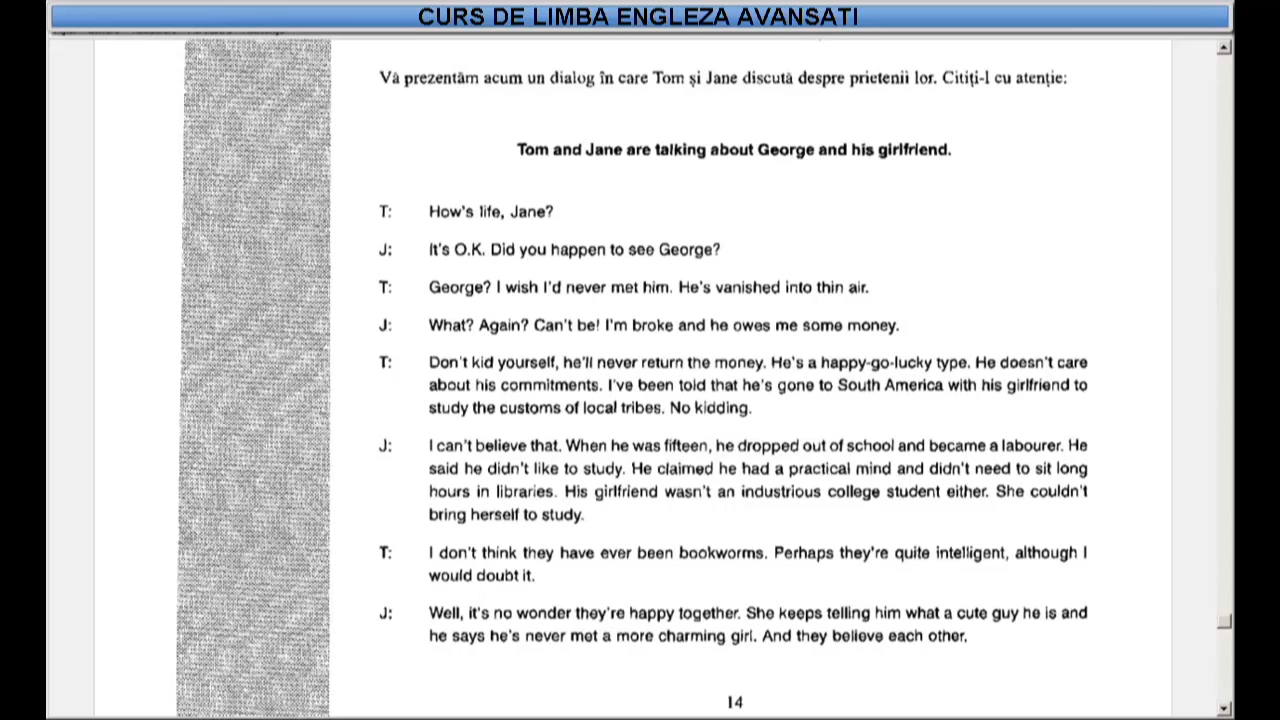 CURS DE LIMBA ENGLEZA AVANSATI
Vă prezentăm acum un dialog în care Tom şi Jane discută despre prietenii lor. Citiţi-l cu atenţie:
Tom and Jane are talking about George and his girlfriend.
T: How's life, Jane?
J: It's O.K. Did you happen to see George?
T: George? I wish I'd never met him. He's vanished into thin air.
J: What? Again? Can't be! I'm broke and he owes me some money.
T: Don't kid yourself, he'll never return the money. He's a happy-go-lucky type. He doesn't care
about his commitments. I've been told that he's gone to South America with his girlfriend to
study the customs of local tribes. No kidding.
J: I can't believe that. When he was fifteen, he dropped out of school and became a labourer. He
said he didn't like to study. He claimed he had a practical mind and didn't need to sit long
hours in libraries. His girlfriend wasn't an industrious college student either. She couldn't
bring herself to study.
T: I don't think they have ever been bookworms. Perhaps they're quite intelligent, although I
would doubt it.
J: Well, it's no wonder they're happy together. She keeps telling him what a cute guy he is and
he says he's never met a more charming girl. And they believe each other.
14